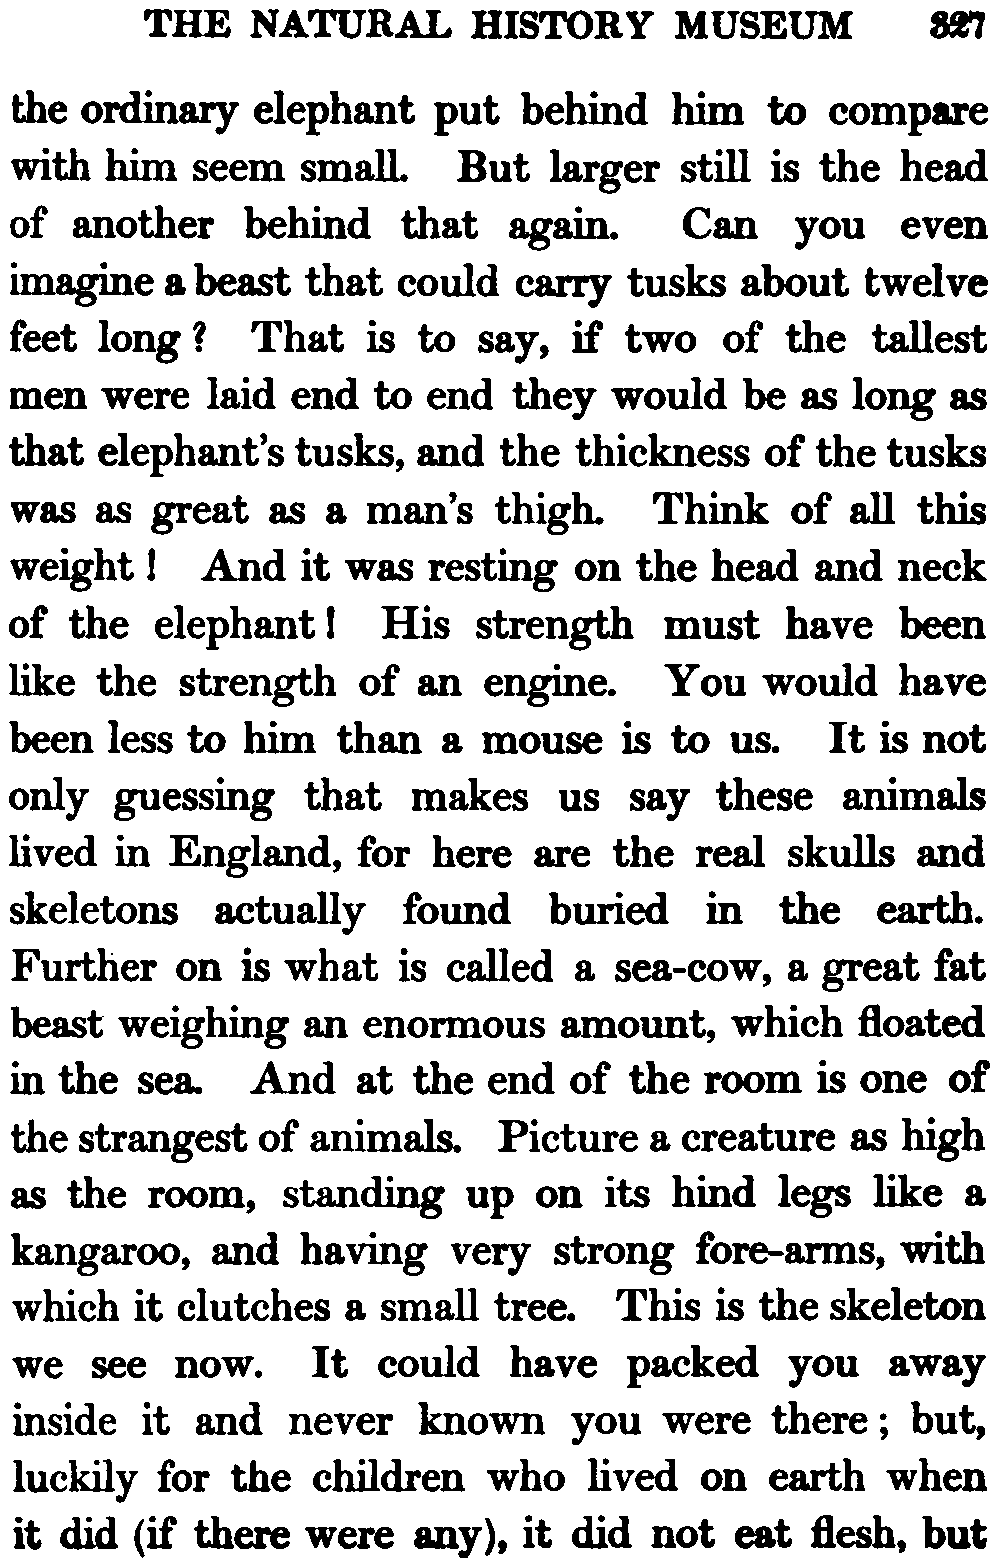 THE NATURAL HISTORY MUSEUM 327
the ordinary elephant put behind him to compare
with him seem small. But larger still is the head
of another behind that again. Can you even
imagine a beast that could carry tusks about twelve
feet long? That is to say, if two of the tallest
men were laid end to end they would be as long as
that elephant's tusks, and the thickness of the tusks
was as great as a man's thigh. Think of all this
weight! And it was resting on the head and neck
of the elephant! His strength must have been
like the strength of an engine. You would have
been less to him than a mouse is to us. It is not
only guessing that makes us say these animals
lived in England, for here are the real skulls and
skeletons actually found buried in the earth.
Further on is what is called a sea-cow, a great fat
beast weighing an enormous amount, which floated
in the sea. And at the end of the room is one of
the strangest of animals. Picture a creature as high
as the room, standing up on its hind legs like a
kangaroo, and having very strong fore-arms, with
which it clutches a small tree. This is the skeleton
we see now. It could have packed you away
inside it and never known you were there; but,
luckily for the children who lived on earth when
it did (if there were any), it did not eat flesh, but